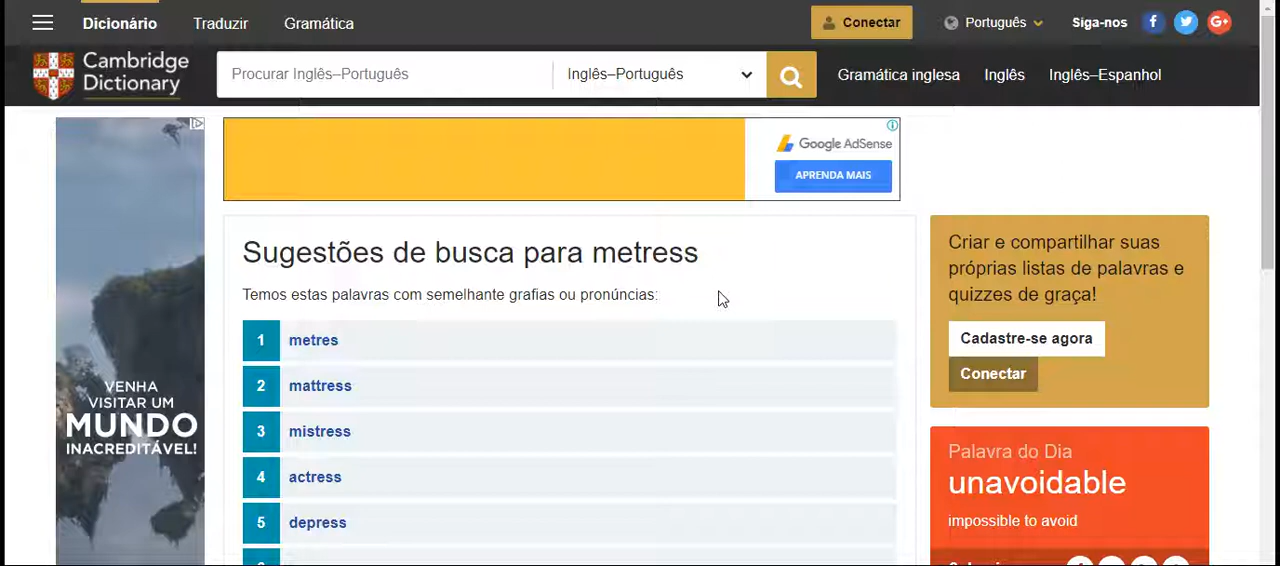 Dicionário Traduzir Gramática Conectar Português Siga-nos f G+
Cambridge
Dictionary
Procurar Inglês–Português Inglês–Português Gramática inglesa Inglês Inglês–Espanhol
Google AdSense
APRENDA MAIS
Sugestões de busca para metress
Temos estas palavras com semelhante grafias ou pronúncias:
1 metres
2 mattress
3 mistress
4 actress
5 depress
VENHA
VISITAR UM
MUNDO
INACREDITÁVEL!
Criar e compartilhar suas
próprias listas de palavras e
quizzes de graça!
Cadastre-se agora
Conectar
Palavra do Dia
unavoidable
impossible to avoid